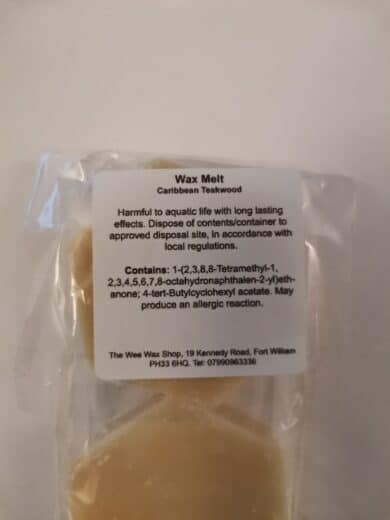 Wax Melt
Caribbean Teakwood
Harmful to aquatic life with long lasting
effects. Dispose of contents/container to
approved disposal site, in accordance with
local regulations.
Contains: 1-(2,3,8,8-Tetramethyl-1,
2,3,4,5,6,7,8-octahydronaphthalen-2-yl)eth-
anone; 4-tert-Butylcyclohexyl acetate. May
produce an allergic reaction.
The Wee Wax Shop, 19 Kennedy Road, Fort William
PH33 6HQ. Tel: 07990963336